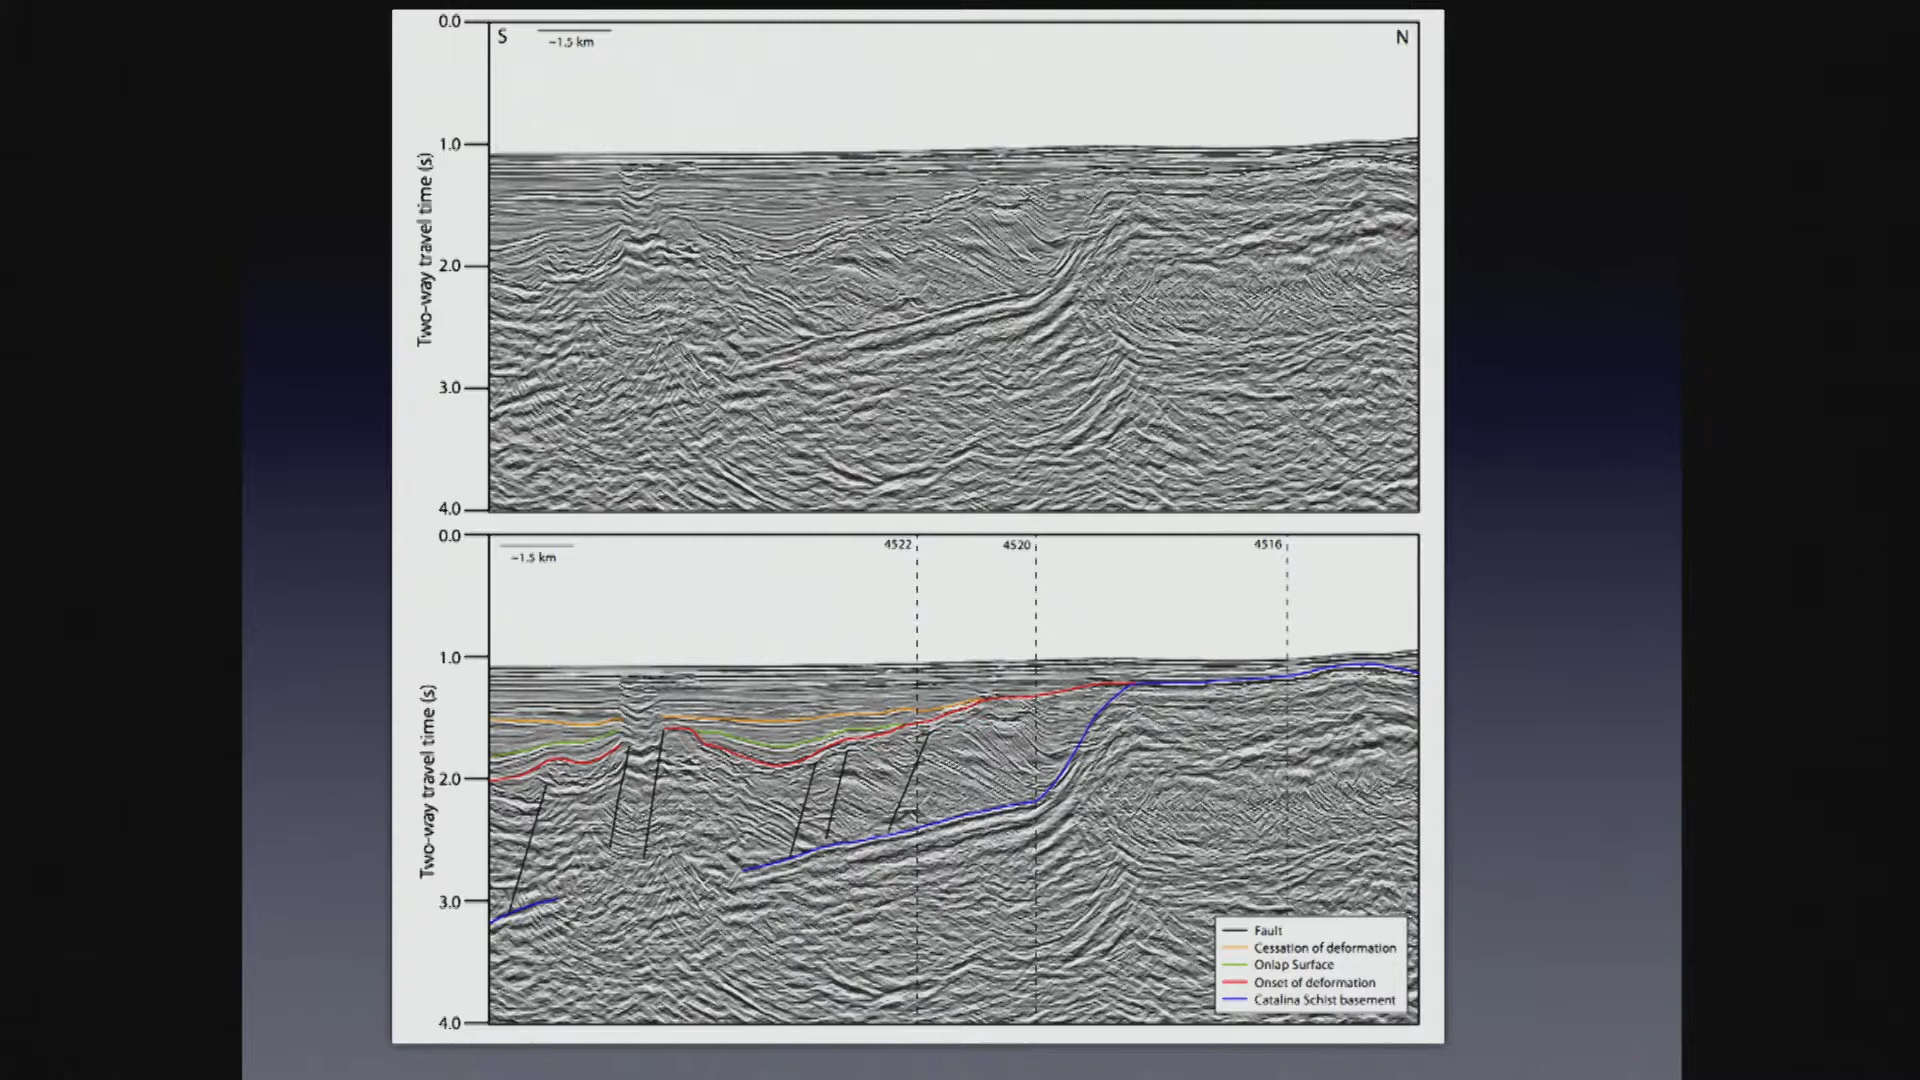 0.0
S
~1.5 km
N
1.0
2.0
3.0
4.0
Two-way travel time (s)
0.0
~1.5 km
4522
4520
4516
1.0
2.0
3.0
4.0
Two-way travel time (s)
Fault
Cessation of deformation
Onlap Surface
Onset of deformation
Catalina Schist basement